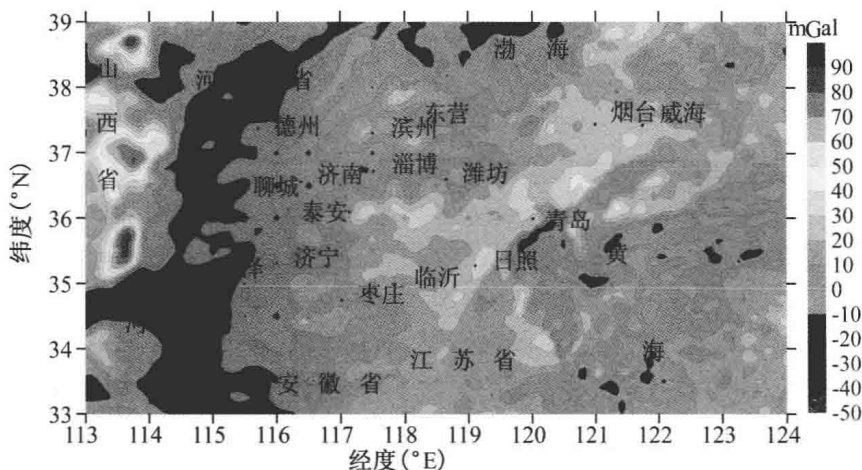 mGal
39
38
37
36
35
34
33
纬度(°N)
渤 海
山 河 省
东营
烟台 威海
西
德州 滨州
淄博
省
济南 潍坊
聊城
泰安 青岛
济宁 日照 黄
泽
临沂
枣庄
河
江 苏 省 海
安 徽 省
113 114 115 116 117 118 119 120 121 122 123 124
经度(°E)
90
80
70
60
50
40
30
20
10
0
-10
-20
-30
-40
-50